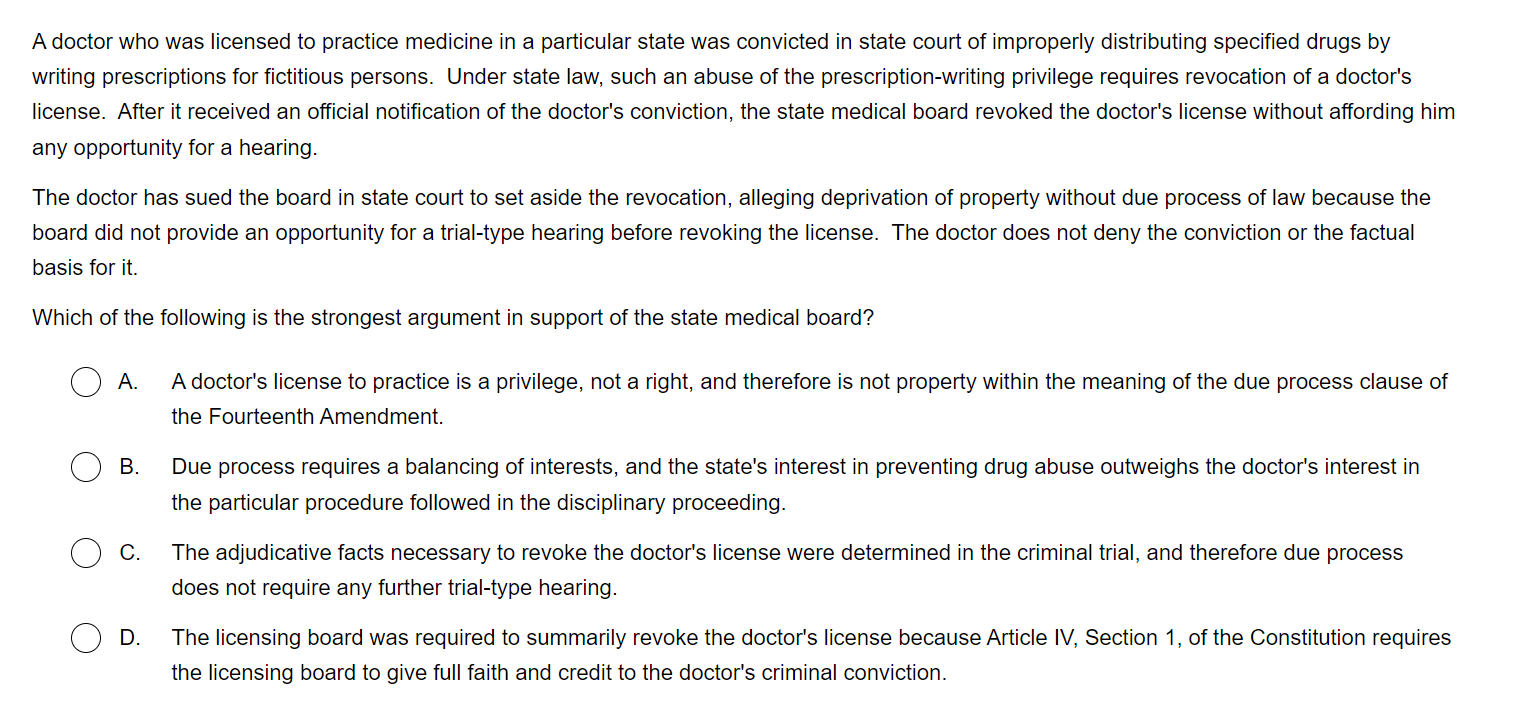 A doctor who was licensed to practice medicine in a particular state was convicted in state court of improperly distributing specified drugs by
writing prescriptions for fictitious persons.  Under state law, such an abuse of the prescription-writing privilege requires revocation of a doctor's
license.  After it received an official notification of the doctor's conviction, the state medical board revoked the doctor's license without affording him
any opportunity for a hearing.
The doctor has sued the board in state court to set aside the revocation, alleging deprivation of property without due process of law because the
board did not provide an opportunity for a trial-type hearing before revoking the license.  The doctor does not deny the conviction or the factual
basis for it.
Which of the following is the strongest argument in support of the state medical board?
A. A doctor's license to practice is a privilege, not a right, and therefore is not property within the meaning of the due process clause of
the Fourteenth Amendment.
B. Due process requires a balancing of interests, and the state's interest in preventing drug abuse outweighs the doctor's interest in
the particular procedure followed in the disciplinary proceeding.
C. The adjudicative facts necessary to revoke the doctor's license were determined in the criminal trial, and therefore due process
does not require any further trial-type hearing.
D. The licensing board was required to summarily revoke the doctor's license because Article IV, Section 1, of the Constitution requires
the licensing board to give full faith and credit to the doctor's criminal conviction.